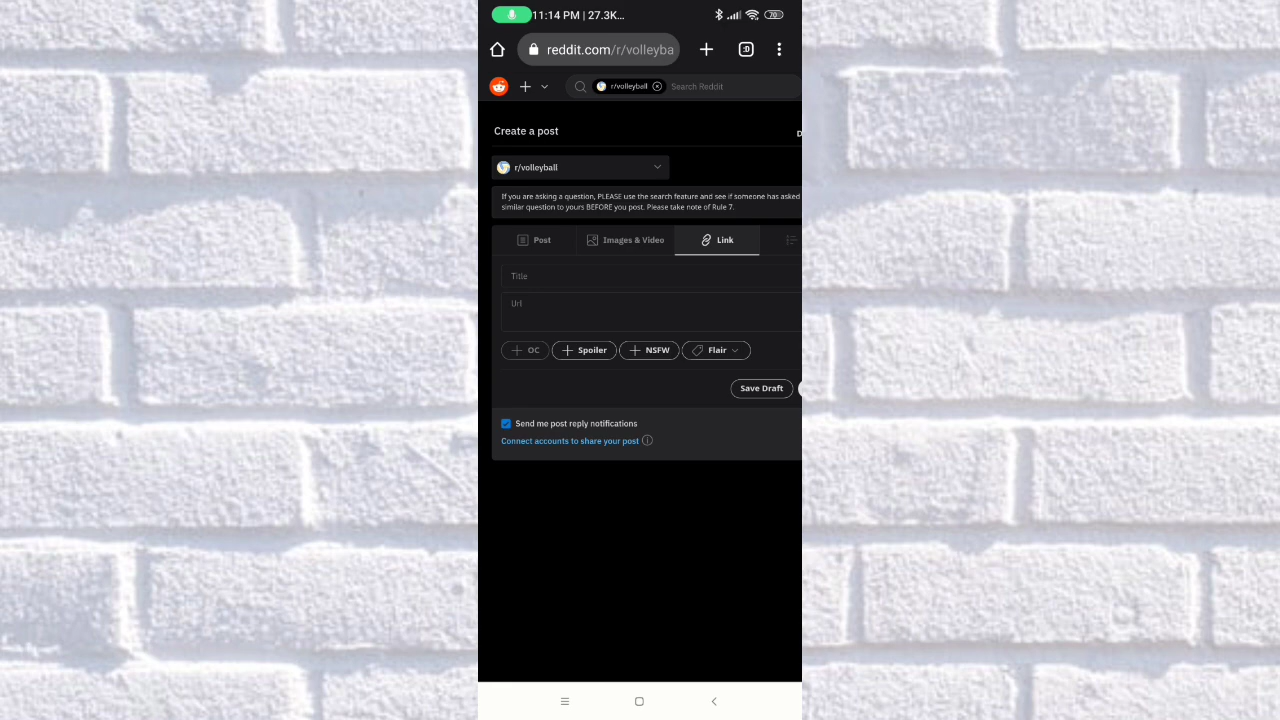 11:14 PM | 27.3K... 70
reddit.com/r/volleyba :D
r/volleyball Search Reddit
Create a post D
r/volleyball
If you are asking a question, PLEASE use the search feature and see if someone has asked
similar question to yours BEFORE you post. Please take note of Rule 7.
Post Images & Video Link
Title
Url
OC Spoiler NSFW Flair
Save Draft
Send me post reply notifications
Connect accounts to share your post